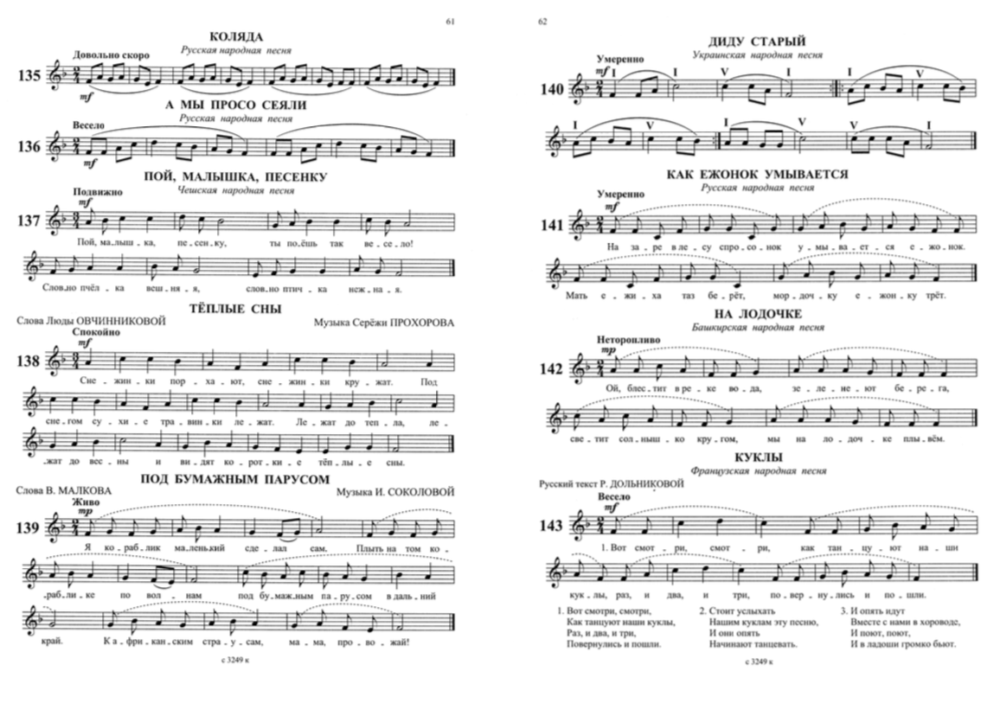 61
КОЛЯДА
Русская народная песня
Довольно скоро
135
mf
А МЫ ПРОСО СЕЯЛИ
Русская народная песня
Весело
136
mf
ПОЙ, МАЛЫШКА, ПЕСЕНКУ
Чешская народная песня
Подвижно
mf
137
Пой, ма-лыш-ка, пе-сен-ку, ты по-ёшь так ве-се-ло!
Слов-но пчёл-ка веш-ня-я, слов-но птич-ка неж-на-я.
ТЁПЛЫЕ СНЫ
Слова Люды ОВЧИННИКОВОЙ Музыка Серёжи ПРОХОРОВА
Спокойно
mf
138
Сне-жин-ки пор-ха-ют, сне-жин-ки кру-жат. Под
сне-гом су-хи-е тра-вин-ки ле-жат. Ле-жат до теп-ла, ле-
-жат до вес-ны и ви-дят ко-рот-ки-е тёп-лы-е сны.
ПОД БУМАЖНЫМ ПАРУСОМ
Слова В. МАЛКОВА Музыка И. СОКОЛОВОЙ
Живо
mp
139
Я ко-раб-лик ма-лень-кий сде-лал сам. Плыть на том ко-
-раб-ли-ке по вол-нам под бу-маж-ным па-ру-сом в даль-ний
край. К а-фри-кан-ским стра-у-сам, ма-ма, про-во-жай!
с 3249 к
62
ДИДУ СТАРЫЙ
Украинская народная песня
Умеренно
mf I I V I I V
140
I V I V V I
КАК ЕЖОНОК УМЫВАЕТСЯ
Русская народная песня
Умеренно
mf
141
На за-ре в ле-су спро-со-нок у-мы-ва-ет-ся е-жо-нок.
Мать е-жи-ха таз бе-рёт, мор-доч-ку е-жон-ку трёт.
НА ЛОДОЧКЕ
Башкирская народная песня
Неторопливо
mp
142
Ой, блес-тит в ре-ке во-да, зе-ле-не-ют бе-ре-га,
све-тит сол-ныш-ко кру-гом, мы на ло-доч-ке плы-вём.
КУКЛЫ
Французская народная песня
Русский текст Р. ДОЛЬНИКОВОЙ
Весело
mf
143
1. Вот смот-ри, смот-ри, как тан-цу-ют на-ши
кук-лы, раз, и два, и три, по-вер-ну-лись и по-шли.
1. Вот смотри, смотри,
Как танцуют наши куклы,
Раз, и два, и три,
Повернулись и пошли.
2. Стоит услыхать
Нашим куклам эту песню,
И они опять
Начинают танцевать.
3. И опять идут
Вместе с нами в хороводе,
И поют, поют,
И в ладоши громко бьют.
с 3249 к